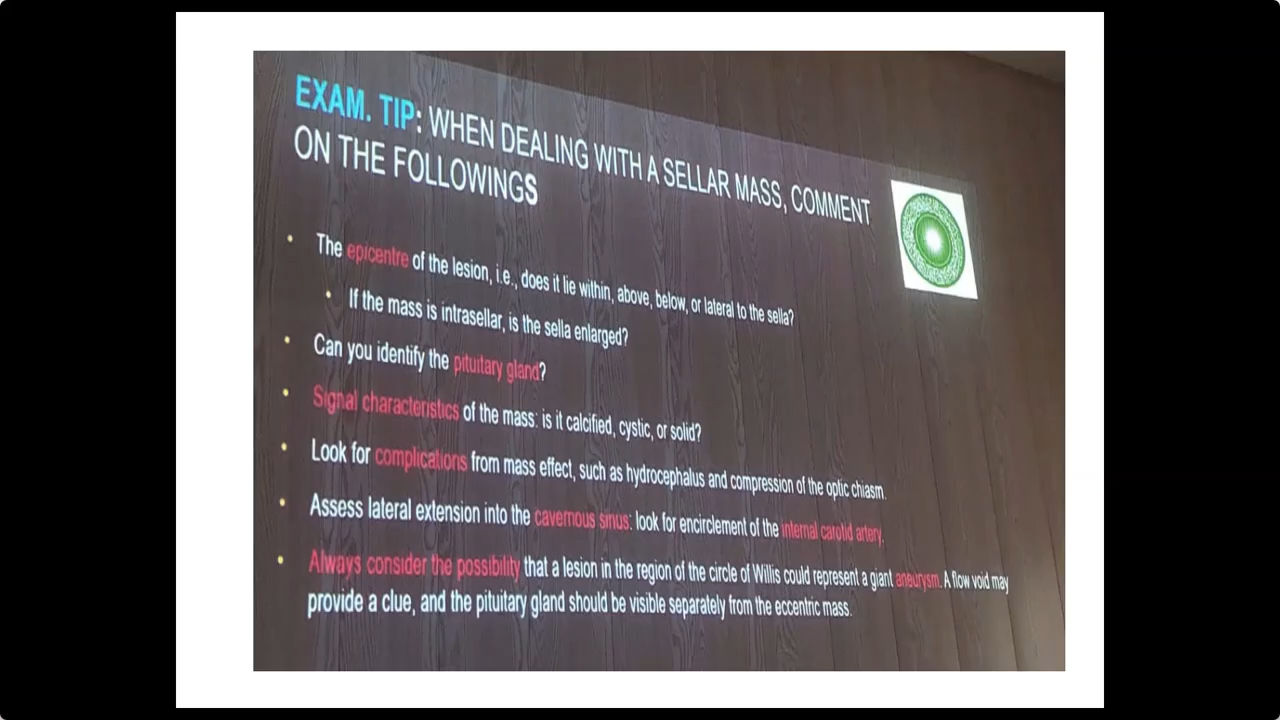 EXAM. TIP: WHEN DEALING WITH A SELLAR MASS, COMMENT
ON THE FOLLOWINGS
• The epicentre of the lesion, i.e., does it lie within, above, below, or lateral to the sella?
• If the mass is intrasellar, is the sella enlarged?
• Can you identify the pituitary gland?
• Signal characteristics of the mass: is it calcified, cystic, or solid?
• Look for complications from mass effect, such as hydrocephalus and compression of the optic chiasm.
• Assess lateral extension into the cavernous sinus: look for encirclement of the internal carotid artery.
• Always consider the possibility that a lesion in the region of the circle of Willis could represent a giant aneurysm. A flow void may
provide a clue, and the pituitary gland should be visible separately from the eccentric mass.